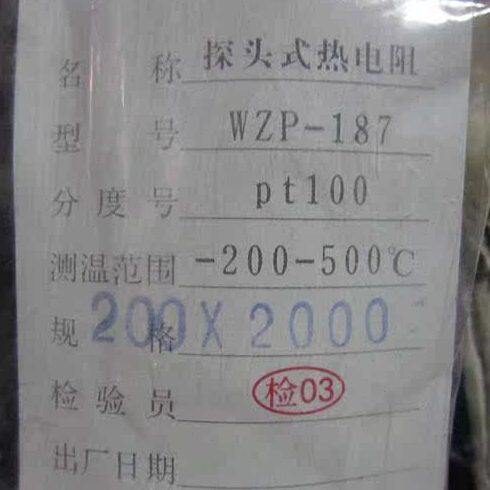 名 称 探头式热电阻
型 号 WZP-187
分 度 号 pt100
测温范围 -200-500℃
规 格 200X2000
检 验 员 检03
出厂日期